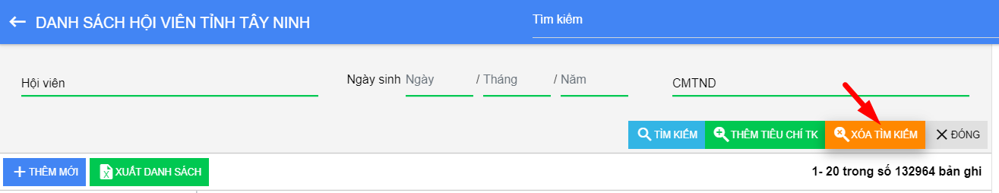 DANH SÁCH HỘI VIÊN TỈNH TÂY NINH
Tìm kiếm
Hội viên
Ngày sinh Ngày / Tháng / Năm
CMTND
TÌM KIẾM
THÊM TIÊU CHÍ TK
XÓA TÌM KIẾM
ĐÓNG
THÊM MỚI
XUẤT DANH SÁCH
1- 20 trong số 132964 bản ghi